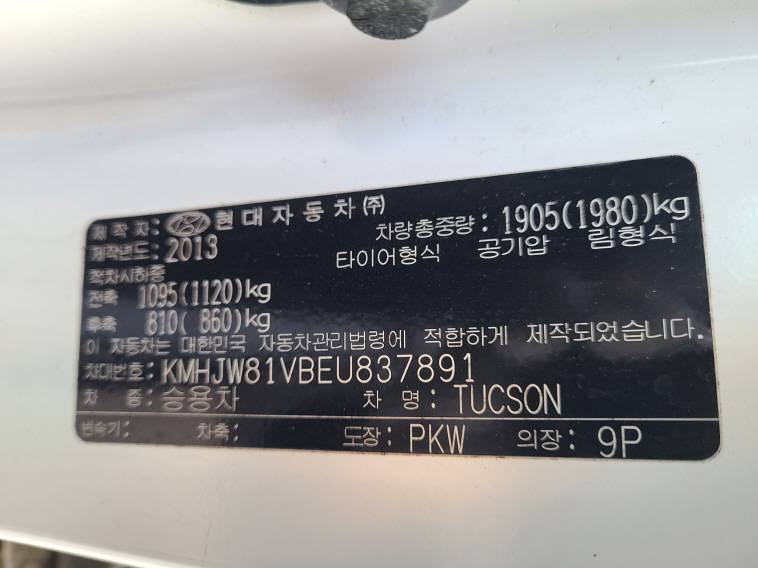 제 작 자: 현대자동차㈜ 차량총중량: 1905(1980)kg
제작년도: 2013 타이어형식 공기압 림형식
적차시하중
전축 1095(1120)kg
후축 810( 860)kg
이 자동차는 대한민국 자동차관리법령에 적합하게 제작되었습니다.
차대번호: KMHJW81VBEU837891
차 종: 승용차 차 명: TUCSON
변속기: 차축: 도장: PKW 의장: 9P